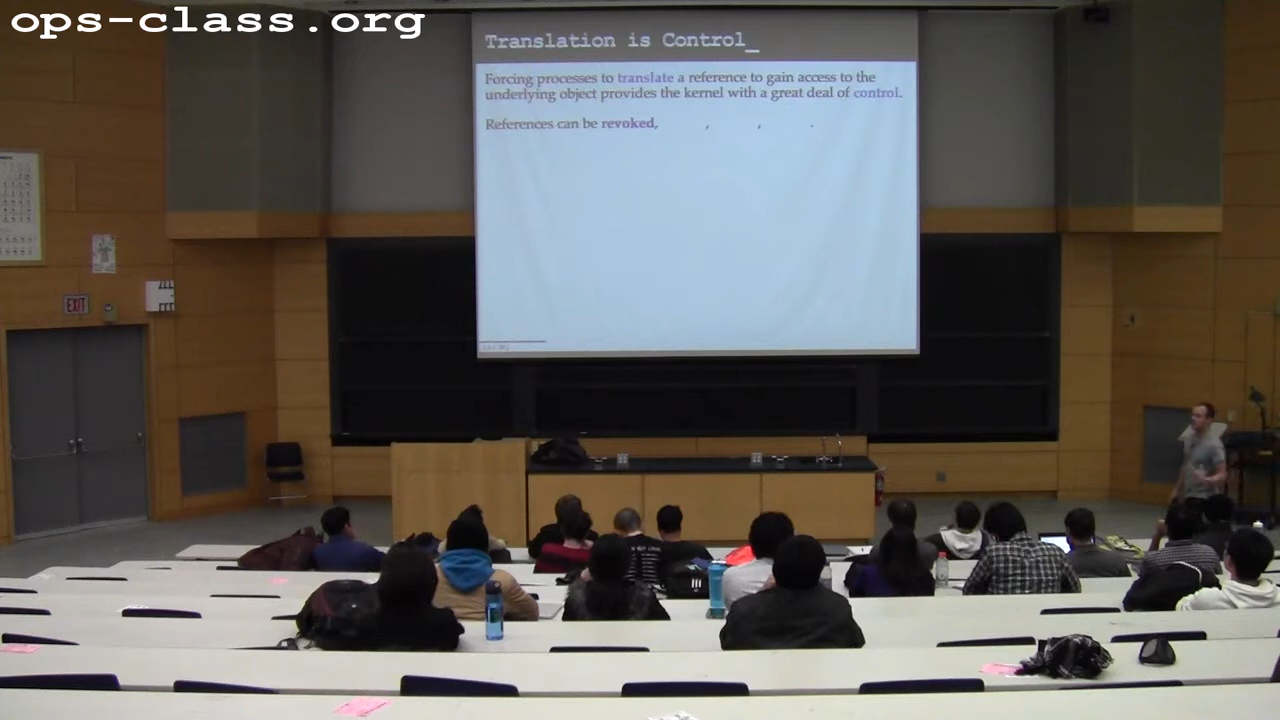 ops-class.org
Translation is Control_
Forcing processes to translate a reference to gain access to the
underlying object provides the kernel with a great deal of control.
References can be revoked, , , .
EXIT